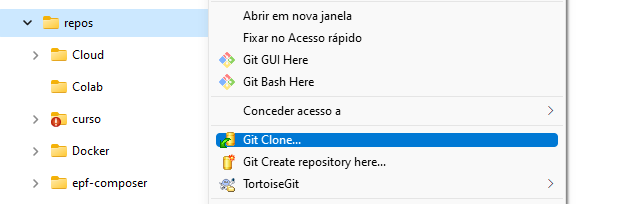 repos
Cloud
Colab
curso
Docker
epf-composer
Abrir em nova janela
Fixar no Acesso rápido
Git GUI Here
Git Bash Here
Conceder acesso a
Git Clone...
Git Create repository here...
TortoiseGit